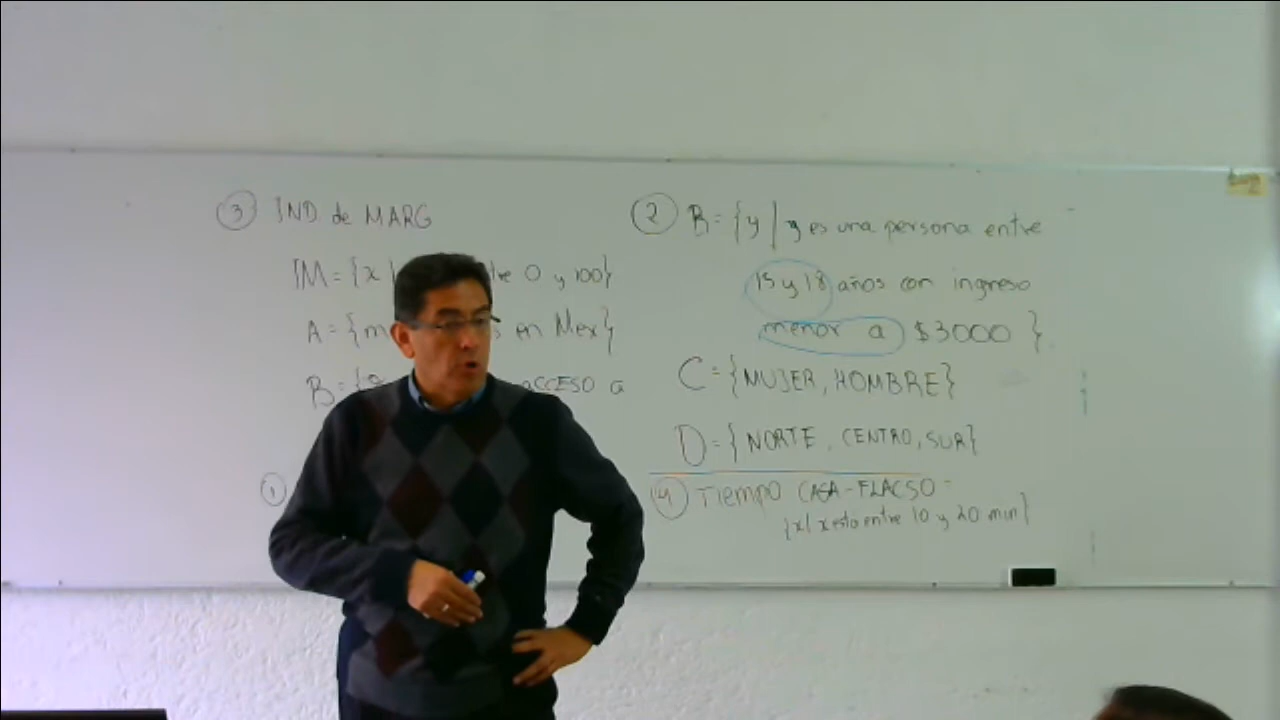 ③ IND de MARG
IM = {x | 0 y 100}
A = {m en Mex}
B = { ACCESO a
①
② B = {y | y es una persona entre
15 y 18 años con ingreso
menor a $3000 }
C = {MUJER, HOMBRE}
D = { NORTE, CENTRO, SUR}
④ TIEMPO CASA-FLACSO =
{x | x esta entre 10 y 20 min}